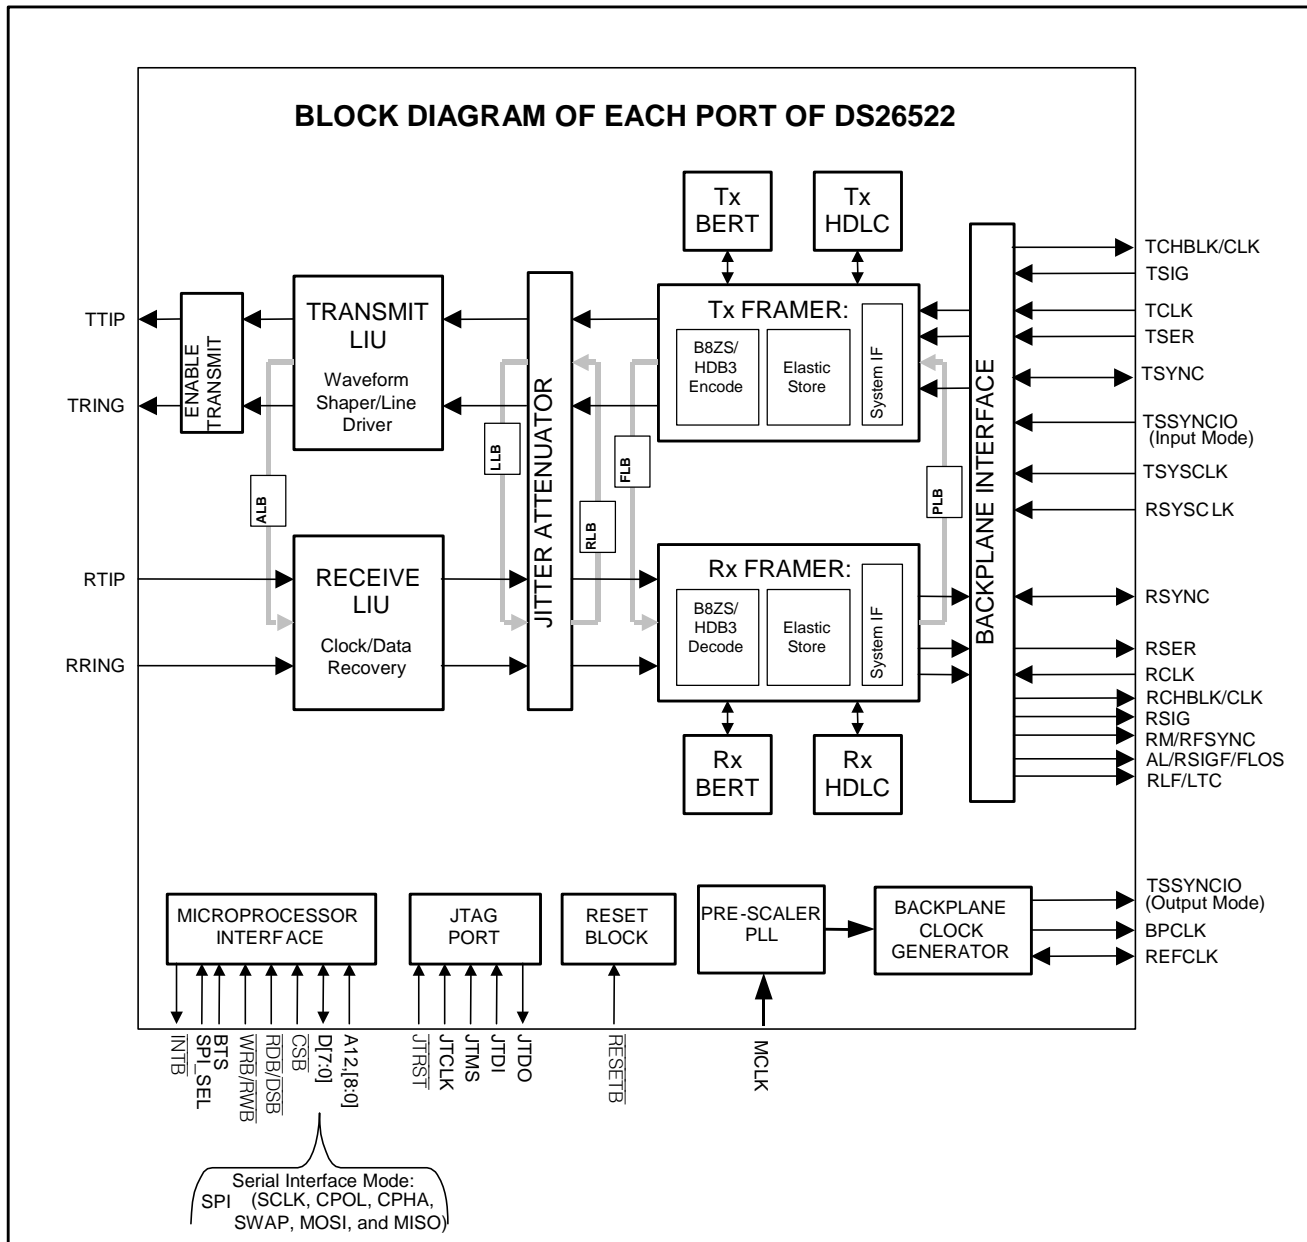 BLOCK DIAGRAM OF EACH PORT OF DS26522
Tx
BERT
Tx
HDLC
TRANSMIT
LIU
Waveform
Shaper/Line
Driver
ENABLE
TRANSMIT
TTIP
TRING
JITTER ATTENUATOR
Tx FRAMER:
B8ZS/
HDB3
Encode
Elastic
Store
System IF
BACKPLANE INTERFACE
TCHBLK/CLK
TSIG
TCLK
TSER
TSYNC
TSSYNCIO
(Input Mode)
TSYSCLK
RSYSCLK
ALB
LLB
RLB
FLB
PLB
RTIP
RRING
RECEIVE
LIU
Clock/Data
Recovery
Rx FRAMER:
B8ZS/
HDB3
Decode
Elastic
Store
System IF
RSYNC
RSER
RCLK
RCHBLK/CLK
RSIG
RM/RFSYNC
AL/RSIGF/FLOS
RLF/LTC
Rx
BERT
Rx
HDLC
MICROPROCESSOR
INTERFACE
JTAG
PORT
RESET
BLOCK
PRE-SCALER
PLL
BACKPLANE
CLOCK
GENERATOR
TSSYNCIO
(Output Mode)
BPCLK
REFCLK
INTB
SPI_SEL
BTS
WRB/RWB
RDB/DSB
CSB
D[7:0]
A12,[8:0]
JTRST
JTCLK
JTMS
JTDI
JTDO
RESETB
MCLK
Serial Interface Mode:
SPI (SCLK, CPOL, CPHA,
SWAP, MOSI, and MISO)